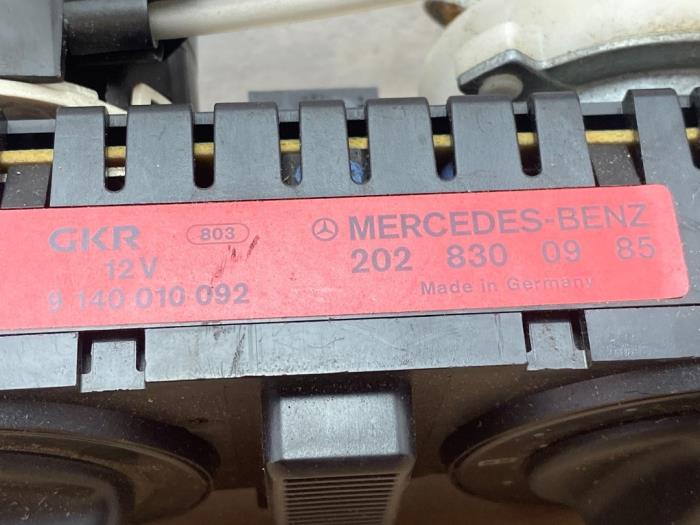 GKR 803 MERCEDES-BENZ
12V 202 830 09 85
9 140 010 092 Made in Germany